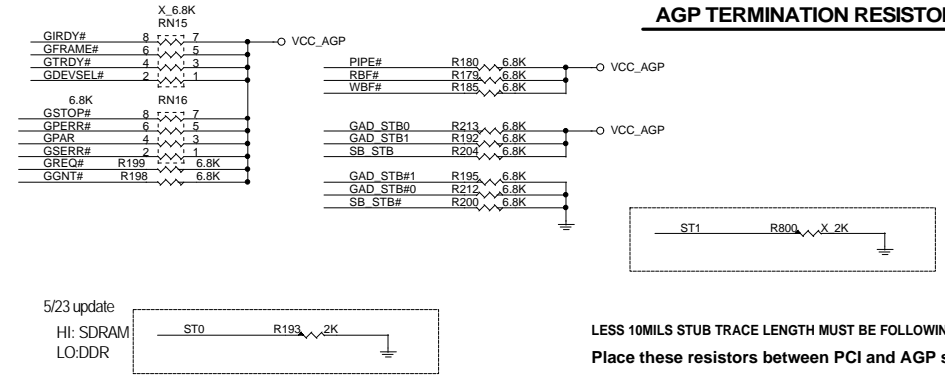 AGP TERMINATION RESISTO
X_6.8K
RN15
GIRDY# 8 7 VCC_AGP
GFRAME# 6 5
GTRDY# 4 3
GDEVSEL# 2 1
6.8K RN16
GSTOP# 8 7
GPERR# 6 5
GPAR 4 3
GSERR# 2 1
GREQ# R199 6.8K
GGNT# R198 6.8K
PIPE# R180 6.8K VCC_AGP
RBF# R179 6.8K
WBF# R185 6.8K
GAD_STB0 R213 6.8K VCC_AGP
GAD_STB1 R192 6.8K
SB_STB R204 6.8K
GAD_STB#1 R195 6.8K
GAD_STB#0 R212 6.8K
SB_STB# R200 6.8K
ST1 R800 X_2K
5/23 update
HI: SDRAM
LO:DDR
ST0 R193 2K
LESS 10MILS STUB TRACE LENGTH MUST BE FOLLOWIN
Place these resistors between PCI and AGP s